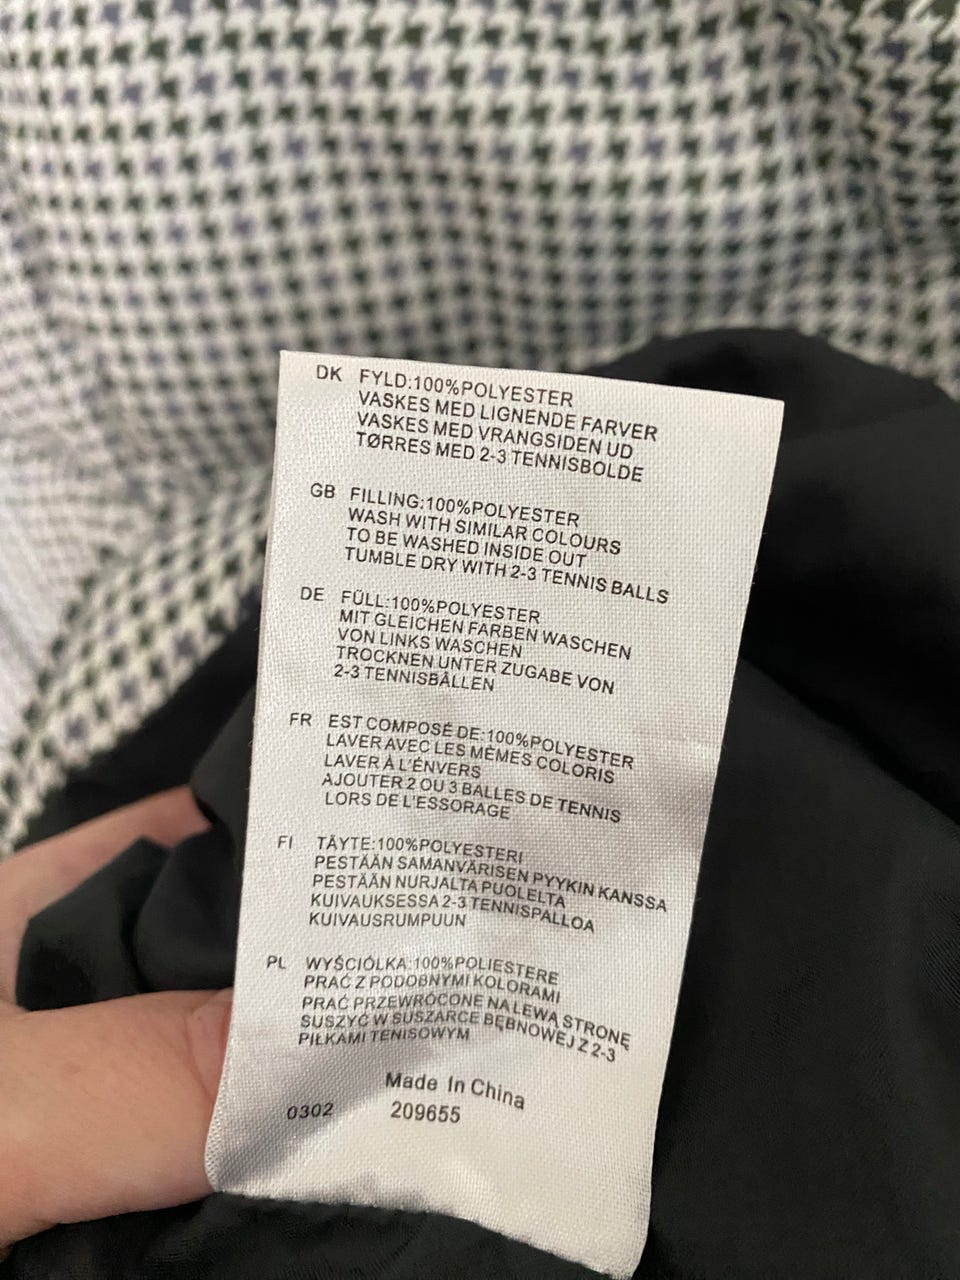 DK FYLD:100%POLYESTER
VASKES MED LIGNENDE FARVER
VASKES MED VRANGSIDEN UD
TØRRES MED 2-3 TENNISBOLDE
GB FILLING:100%POLYESTER
WASH WITH SIMILAR COLOURS
TO BE WASHED INSIDE OUT
TUMBLE DRY WITH 2-3 TENNIS BALLS
DE FÜLL:100%POLYESTER
MIT GLEICHEN FARBEN WASCHEN
VON LINKS WASCHEN
TROCKNEN UNTER ZUGABE VON
2-3 TENNISBÄLLEN
FR EST COMPOSÉ DE:100%POLYESTER
LAVER AVEC LES MÊMES COLORIS
LAVER À L'ÉNVERS
AJOUTER 2 OU 3 BALLES DE TENNIS
LORS DE L'ESSORAGE
FI TÄYTE:100%POLYESTERI
PESTÄÄN SAMANVÄRISEN PYYKIN KANSSA
PESTÄÄN NURJALTA PUOLELTA
KUIVAUKSESSA 2-3 TENNISPALLOA
KUIVAUSRUMPUUN
PL WYŚCIÓLKA:100%POLIESTERE
PRAĆ Z PODOBNYMI KOLORAMI
PRAĆ PRZEWRÓCONE NA LEWĄ STRONĘ
SUSZYĆ W SUSZARCE BĘBNOWEJ Z 2-3
PIŁKAMI TENISOWYM
Made In China
0302 209655